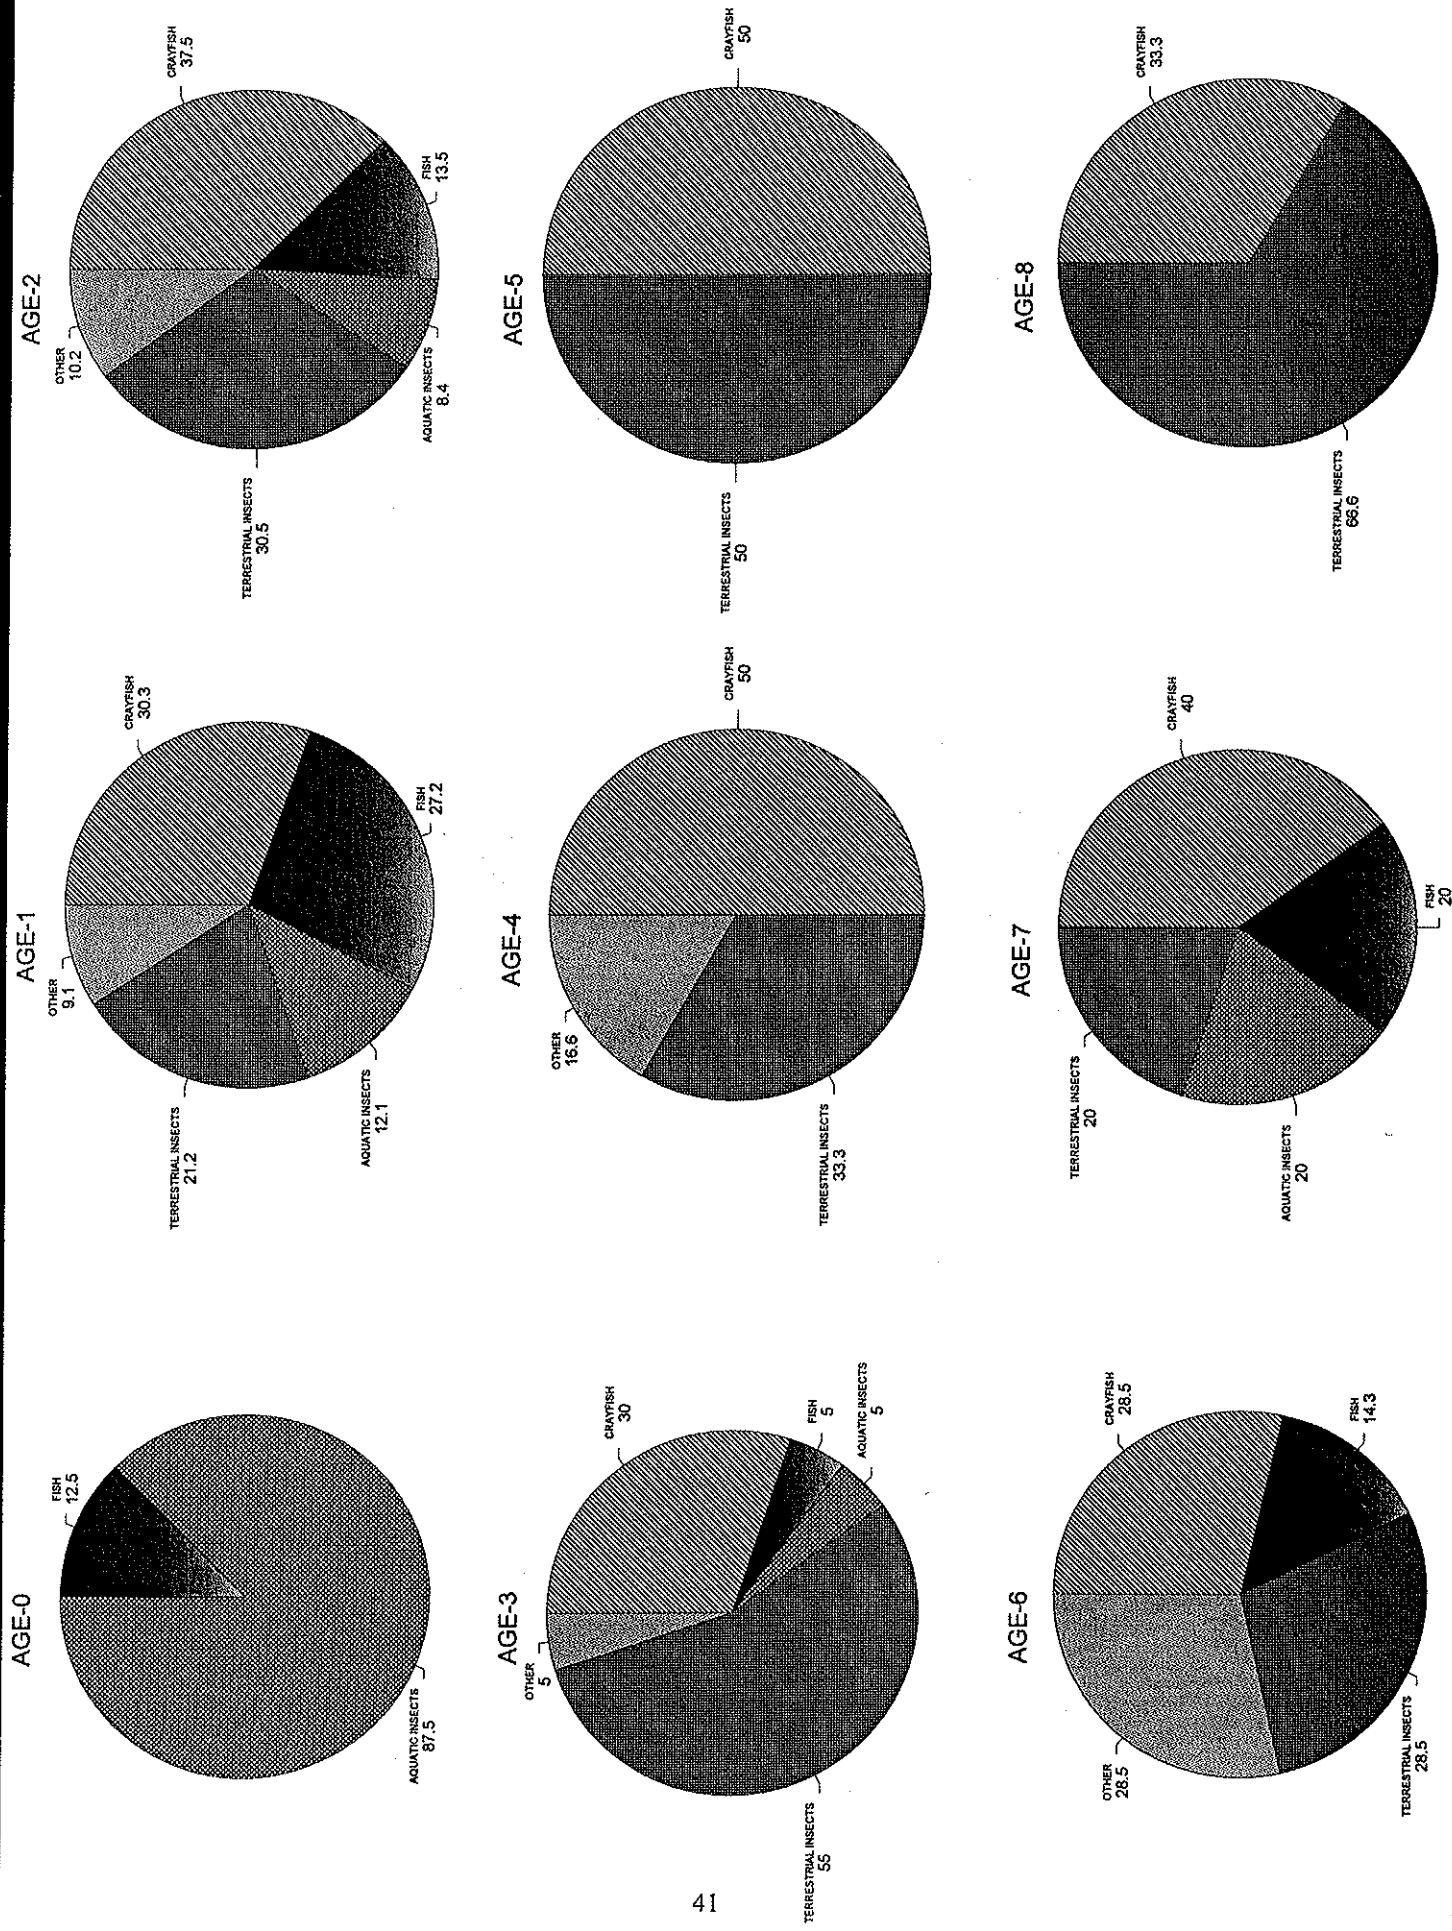 AGE-0
FISH
12.5
AQUATIC INSECTS
87.5
AGE-1
OTHER
9.1
CRAYFISH
30.3
TERRESTRIAL INSECTS
21.2
AQUATIC INSECTS
12.1
FISH
27.2
AGE-2
OTHER
10.2
CRAYFISH
37.5
TERRESTRIAL INSECTS
30.5
AQUATIC INSECTS
8.4
FISH
13.5
AGE-3
OTHER
5
CRAYFISH
30
FISH
5
AQUATIC INSECTS
5
TERRESTRIAL INSECTS
55
AGE-4
OTHER
16.6
CRAYFISH
50
TERRESTRIAL INSECTS
33.3
AGE-5
CRAYFISH
50
TERRESTRIAL INSECTS
50
AGE-6
OTHER
28.5
CRAYFISH
28.5
FISH
14.3
TERRESTRIAL INSECTS
28.5
AGE-7
CRAYFISH
40
TERRESTRIAL INSECTS
20
AQUATIC INSECTS
20
FISH
20
AGE-8
CRAYFISH
33.3
TERRESTRIAL INSECTS
66.6
41